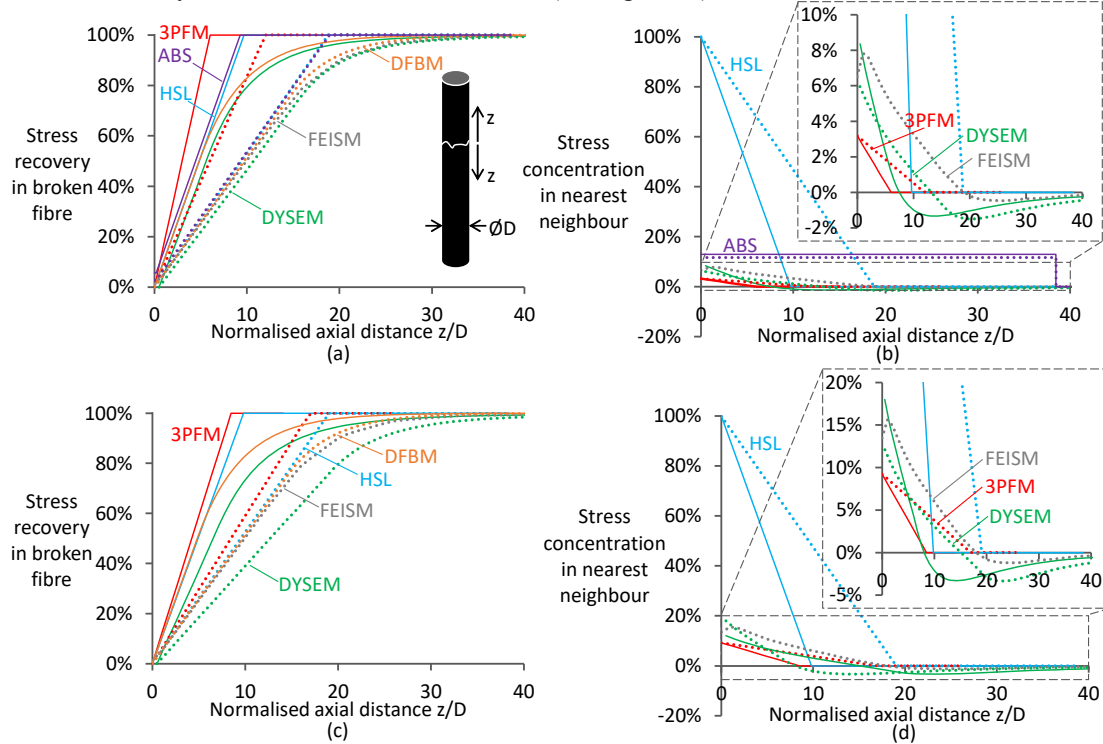 100%
80%
60%
40%
20%
0%
Stress
recovery
in broken
fibre
3PFM
ABS
HSL
DFBM
FEISM
DYSEM
z
z
ØD
0
10
20
30
40
Normalised axial distance z/D
(a)
100%
80%
60%
40%
20%
0%
-20%
Stress
concentration
in nearest
neighbour
HSL
ABS
0
10
20
30
40
Normalised axial distance z/D
(b)
10%
8%
6%
4%
2%
0%
-2%
3PFM
DYSEM
FEISM
0
10
20
30
40
100%
80%
60%
40%
20%
0%
Stress
recovery
in broken
fibre
3PFM
DFBM
HSL
FEISM
DYSEM
0
10
20
30
40
Normalised axial distance z/D
(c)
100%
80%
60%
40%
20%
0%
-20%
Stress
concentration
in nearest
neighbour
HSL
0
10
20
30
40
Normalised axial distance z/D
(d)
20%
15%
10%
5%
0%
-5%
FEISM
3PFM
DYSEM
0
10
20
30
40